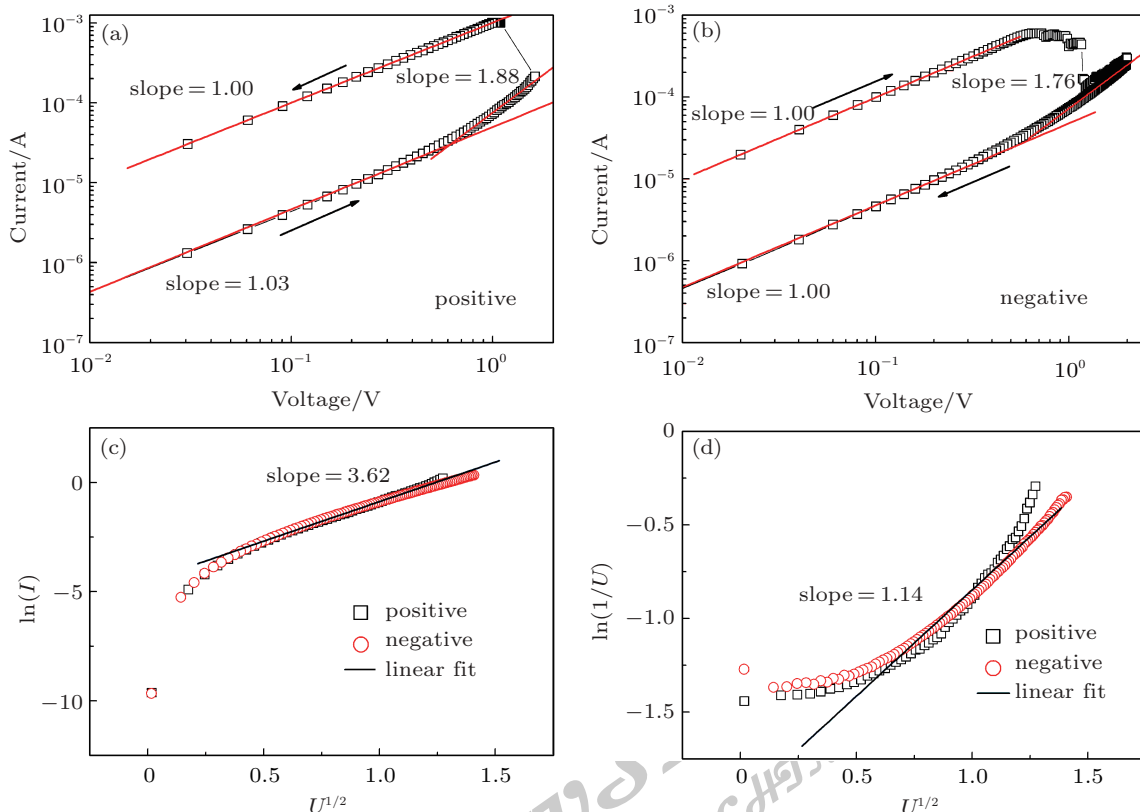 (a)
10⁻³
10⁻⁴
10⁻⁵
10⁻⁶
10⁻⁷
Current/A
slope = 1.00
slope = 1.88
slope = 1.03
positive
10⁻²
10⁻¹
10⁰
Voltage/V
(b)
10⁻³
10⁻⁴
10⁻⁵
10⁻⁶
10⁻⁷
Current/A
slope = 1.00
slope = 1.76
slope = 1.00
negative
10⁻²
10⁻¹
10⁰
Voltage/V
(c)
0
−5
−10
ln(I)
slope = 3.62
positive
negative
linear fit
0
0.5
1.0
1.5
U^{1/2}
(d)
0
−0.5
−1.0
−1.5
ln(1/U)
slope = 1.14
positive
negative
linear fit
0
0.5
1.0
1.5
U^{1/2}